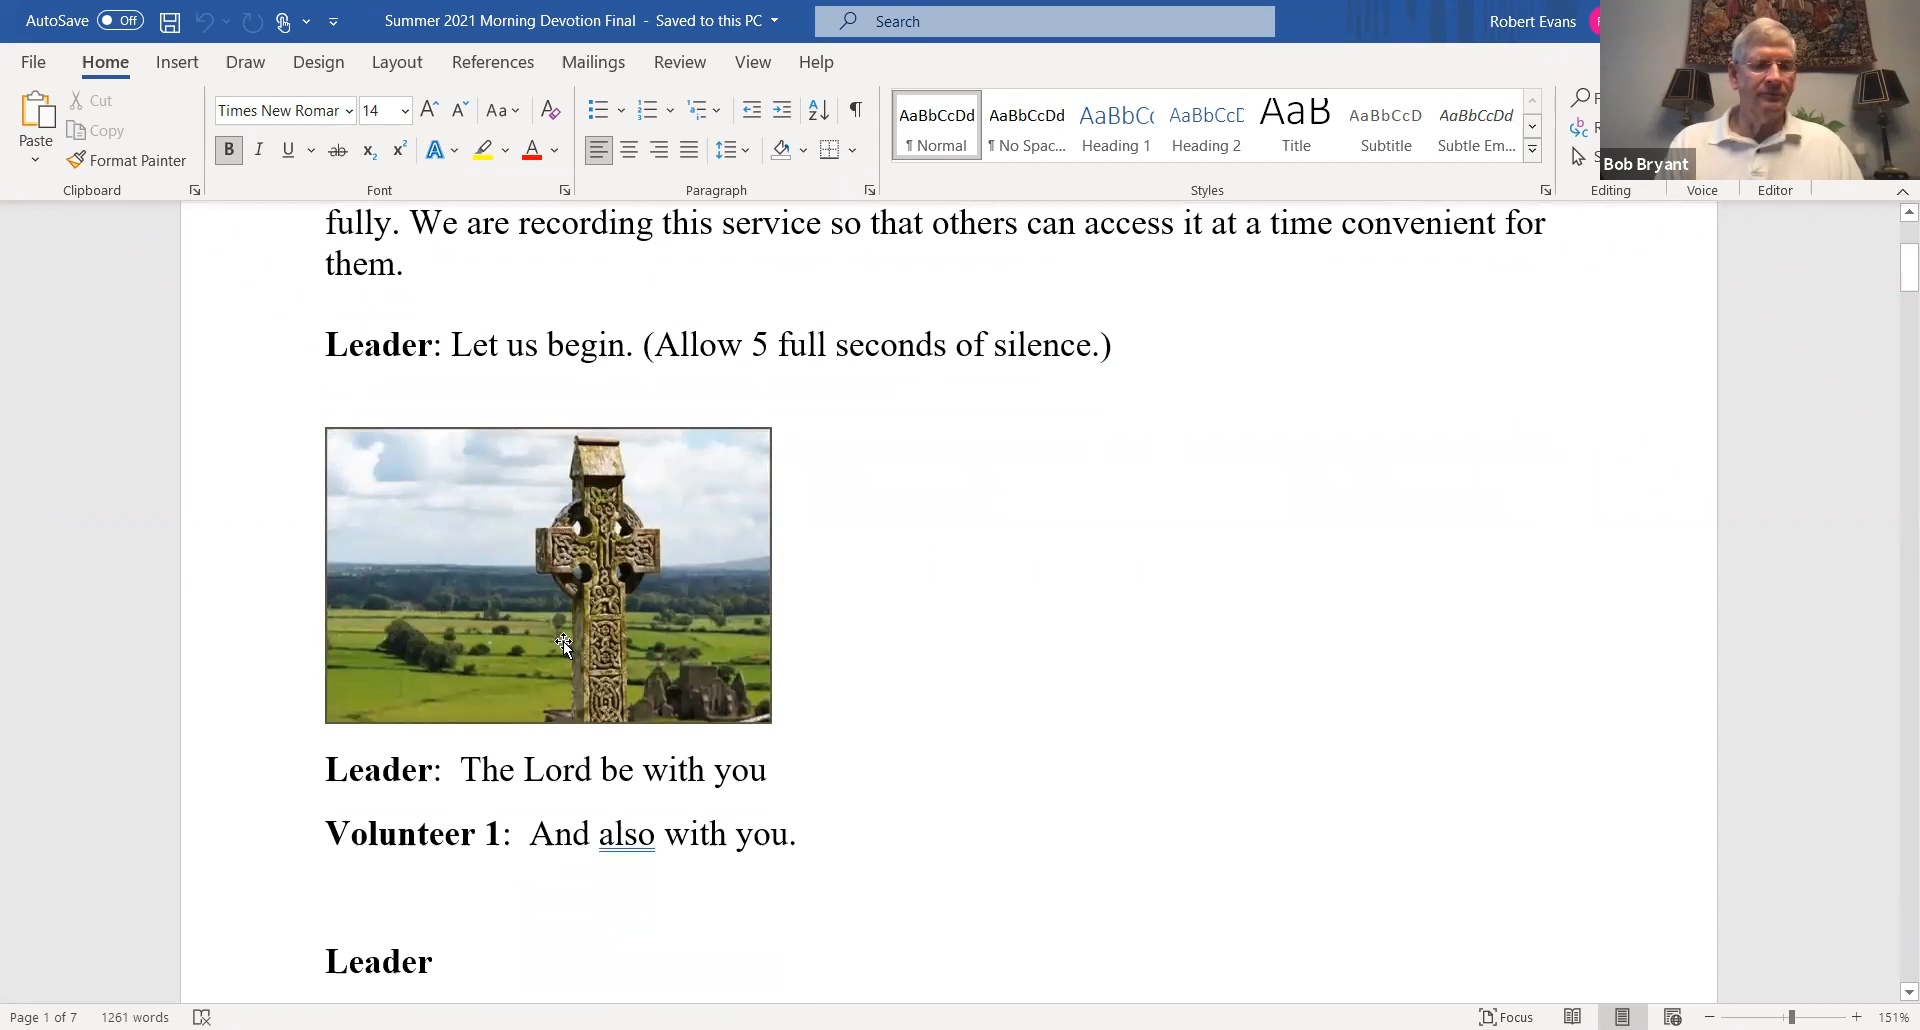 AutoSave Off Summer 2021 Morning Devotion Final - Saved to this PC Search Robert Evans
File Home Insert Draw Design Layout References Mailings Review View Help
Paste Cut Copy Format Painter
Times New Romar 14
AaBbCcDd ¶ Normal
AaBbCcDd ¶ No Spac...
AaBbCc Heading 1
AaBbCcD Heading 2
AaB Title
AaBbCcD Subtitle
AaBbCcDd Subtle Em...
Bob Bryant
Clipboard Font Paragraph Styles Editing Voice Editor
fully. We are recording this service so that others can access it at a time convenient for
them.
Leader: Let us begin. (Allow 5 full seconds of silence.)
Leader: The Lord be with you
Volunteer 1: And also with you.
Leader
Page 1 of 7 1261 words Focus 151%